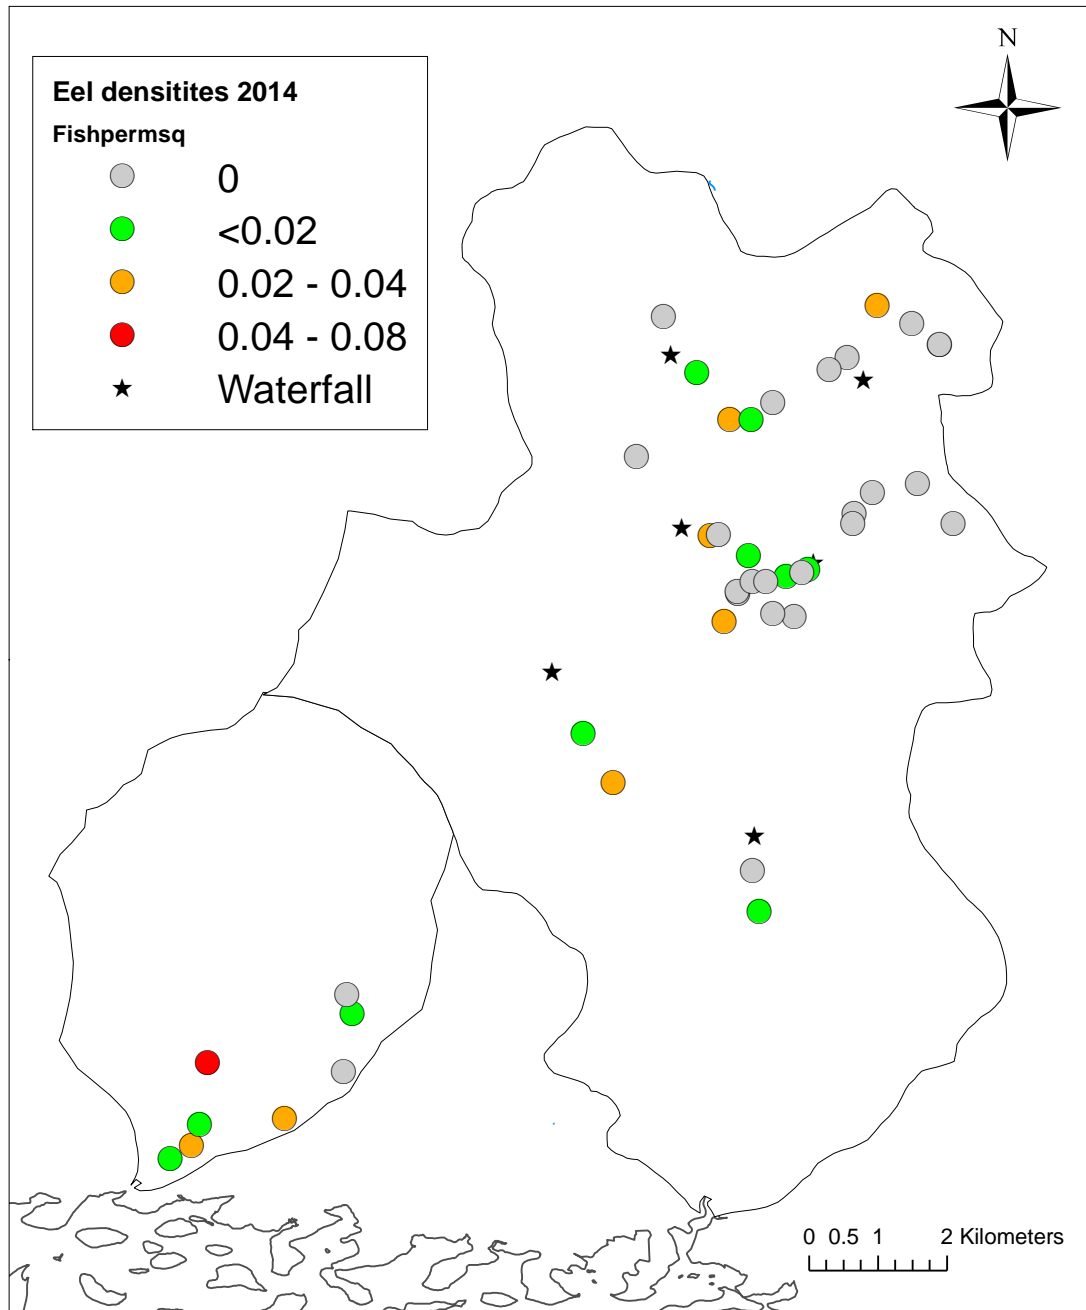 N
Eel densitites 2014
Fishpermsq
0
<0.02
0.02 - 0.04
0.04 - 0.08
Waterfall
0 0.5 1 2 Kilometers